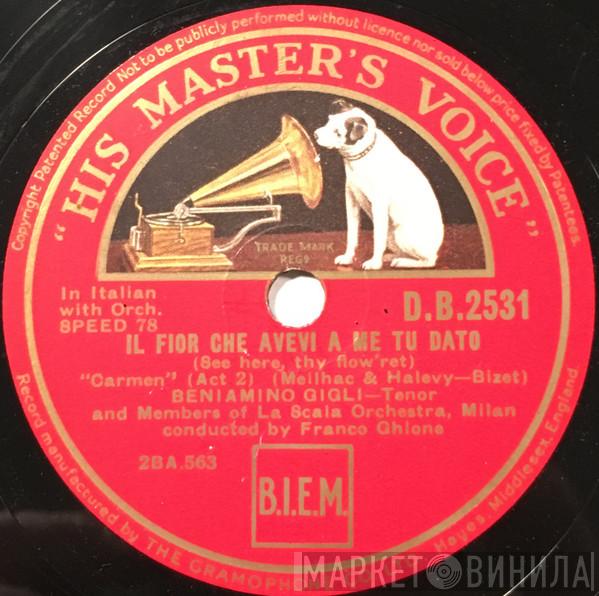 Copyright. Patented Record Not to be publicly performed without licence nor sold below price fixed by Patentees.
"HIS MASTER'S VOICE"
TRADE MARK
REGD
In Italian
with Orch.
SPEED 78
D.B.2531
IL FIOR CHE AVEVI A ME TU DATO
(See here, thy flow'ret)
"Carmen" (Act 2) (Meilhac & Halevy—Bizet)
BENIAMINO GIGLI—Tenor
and Members of La Scala Orchestra, Milan
conducted by Franco Ghione
2BA.563
B.I.E.M.
Record manufactured by THE GRAMOPHO
Hayes, Middlesex, England.
МАРКЕТ ВИНИЛА